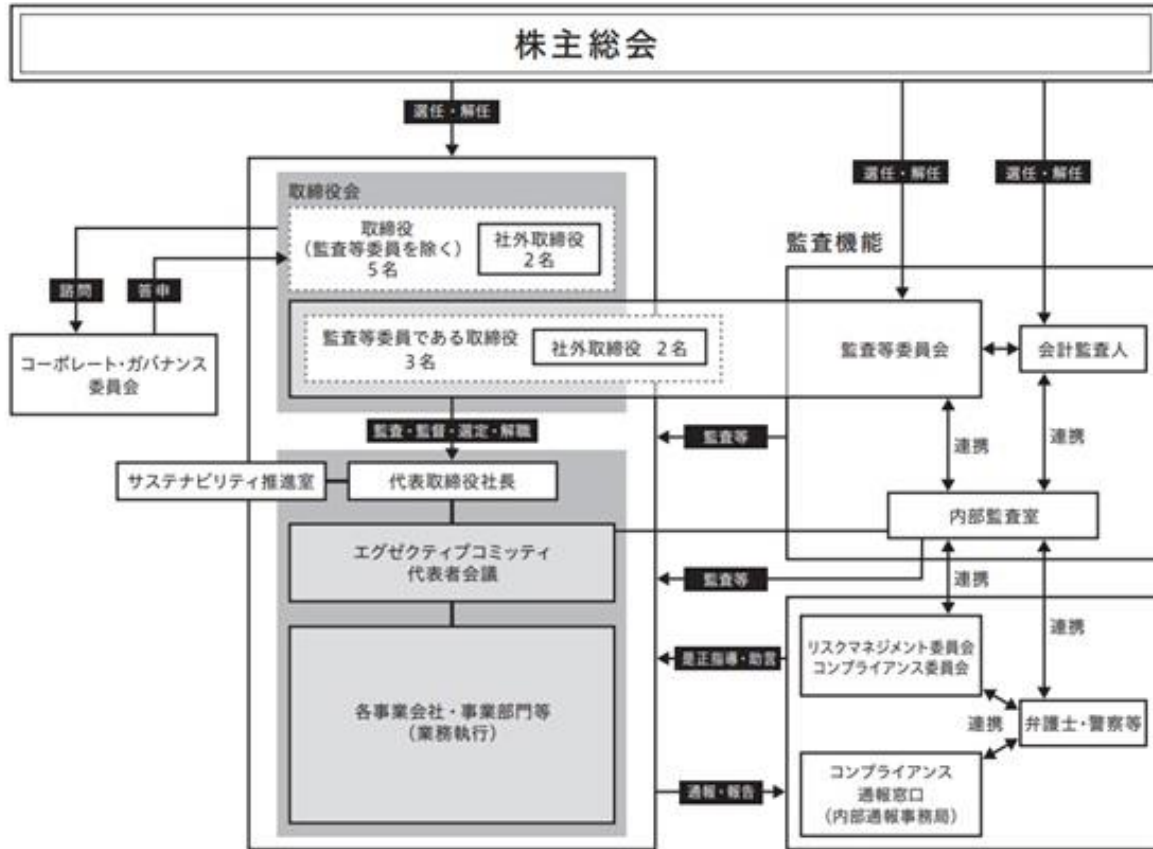 株主総会
選任・解任
選任・解任
選任・解任
取締役会
取締役
（監査等委員を除く）
5名
社外取締役
2名
監査機能
諮問
答申
コーポレート・ガバナンス
委員会
監査等委員である取締役
3名
社外取締役 2名
監査等委員会
会計監査人
監査・監督・選定・解職
監査等
連携
連携
サステナビリティ推進室
代表取締役社長
内部監査室
エグゼクティブコミッティ
代表者会議
監査等
連携
連携
リスクマネジメント委員会
コンプライアンス委員会
是正指導・助言
各事業会社・事業部門等
（業務執行）
連携
弁護士・警察等
コンプライアンス
通報窓口
（内部通報事務局）
通報・報告